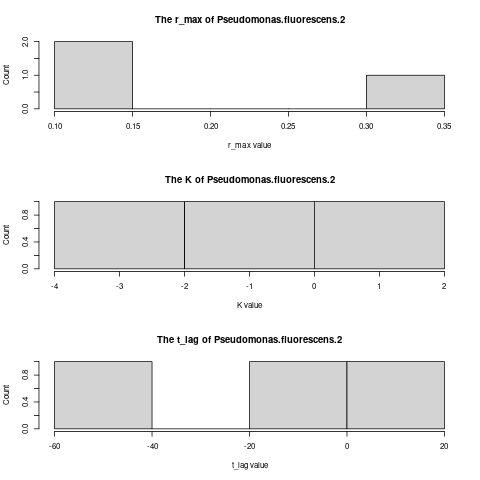 The r_max of Pseudomonas.fluorescens.2
Count
0.0 1.0 2.0
0.10 0.15 0.20 0.25 0.30 0.35
r_max value
The K of Pseudomonas.fluorescens.2
Count
0.0 0.4 0.8
-4 -3 -2 -1 0 1 2
K value
The t_lag of Pseudomonas.fluorescens.2
Count
0.0 0.4 0.8
-60 -40 -20 0 20
t_lag value